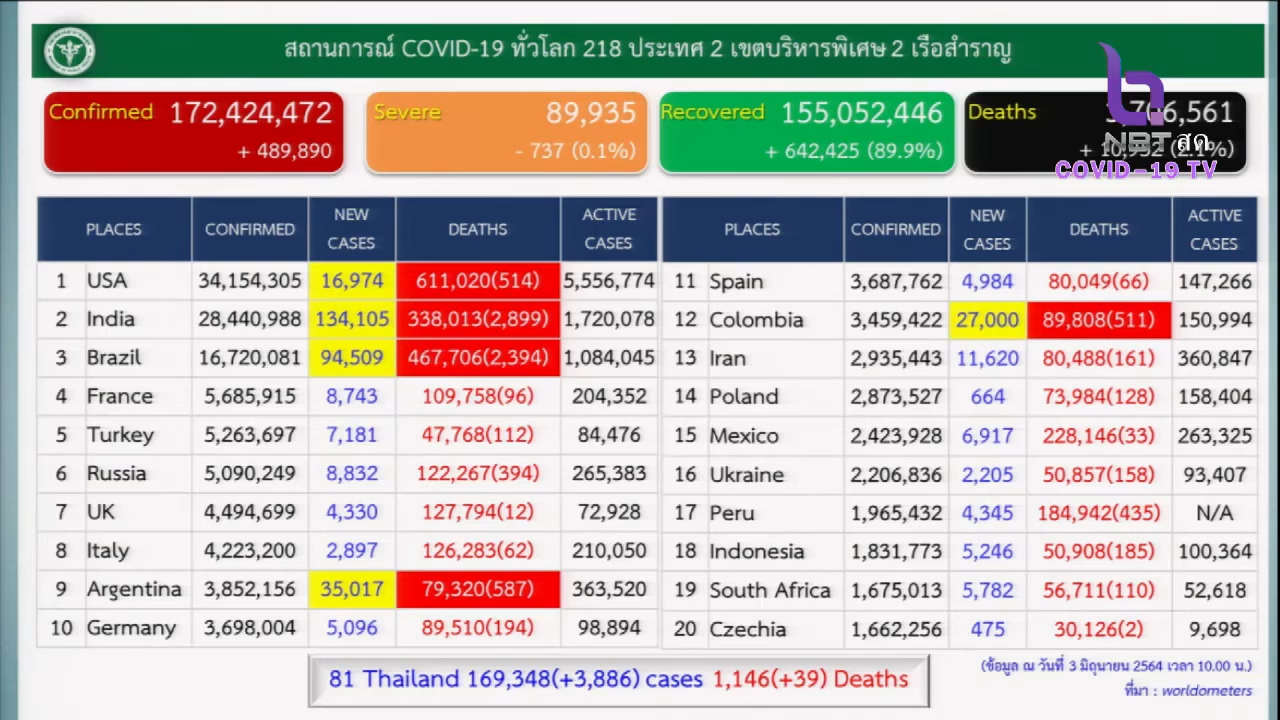 สถานการณ์ COVID-19 ทั่วโลก 218 ประเทศ 2 เขตบริหารพิเศษ 2 เรือสำราญ
Confirmed 172,424,472
+ 489,890
Severe 89,935
- 737 (0.1%)
Recovered 155,052,446
+ 642,425 (89.9%)
Deaths
(2.1%)
NBT สด
COVID-19 TV
PLACES CONFIRMED NEW CASES DEATHS ACTIVE CASES
1 USA 34,154,305 16,974 611,020(514) 5,556,774
2 India 28,440,988 134,105 338,013(2,899) 1,720,078
3 Brazil 16,720,081 94,509 467,706(2,394) 1,084,045
4 France 5,685,915 8,743 109,758(96) 204,352
5 Turkey 5,263,697 7,181 47,768(112) 84,476
6 Russia 5,090,249 8,832 122,267(394) 265,383
7 UK 4,494,699 4,330 127,794(12) 72,928
8 Italy 4,223,200 2,897 126,283(62) 210,050
9 Argentina 3,852,156 35,017 79,320(587) 363,520
10 Germany 3,698,004 5,096 89,510(194) 98,894
PLACES CONFIRMED NEW CASES DEATHS ACTIVE CASES
11 Spain 3,687,762 4,984 80,049(66) 147,266
12 Colombia 3,459,422 27,000 89,808(511) 150,994
13 Iran 2,935,443 11,620 80,488(161) 360,847
14 Poland 2,873,527 664 73,984(128) 158,404
15 Mexico 2,423,928 6,917 228,146(33) 263,325
16 Ukraine 2,206,836 2,205 50,857(158) 93,407
17 Peru 1,965,432 4,345 184,942(435) N/A
18 Indonesia 1,831,773 5,246 50,908(185) 100,364
19 South Africa 1,675,013 5,782 56,711(110) 52,618
20 Czechia 1,662,256 475 30,126(2) 9,698
81 Thailand 169,348(+3,886) cases 1,146(+39) Deaths
(ข้อมูล ณ วันที่ 3 มิถุนายน 2564 เวลา 10.00 น.)
ที่มา : worldometers